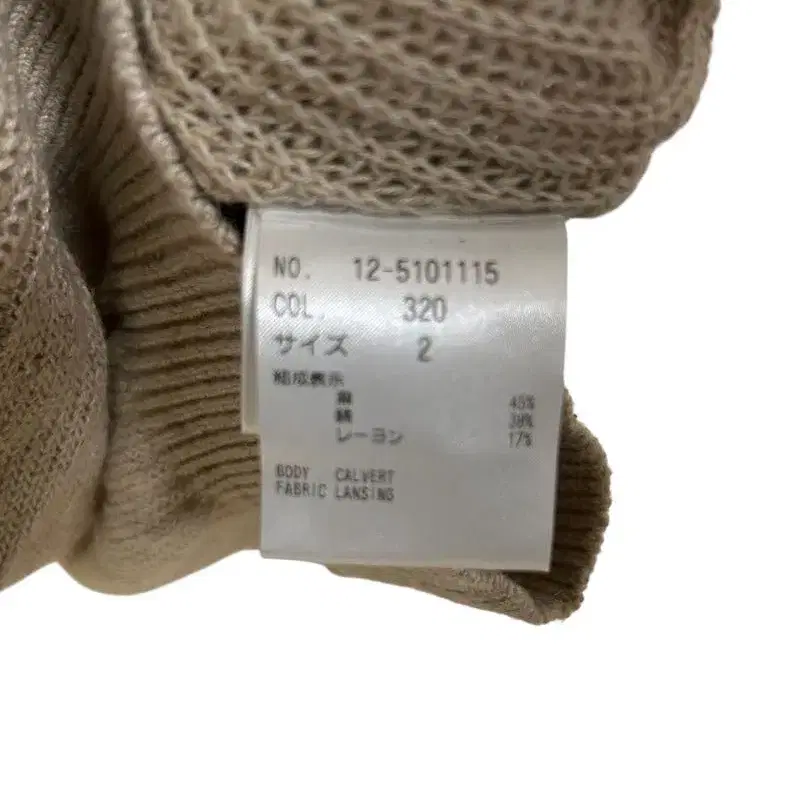 NO. 12-5101115
COL. 320
サイズ 2
組成表示
麻 45%
綿 38%
レーヨン 17%
BODY CALVERT
FABRIC LANSING